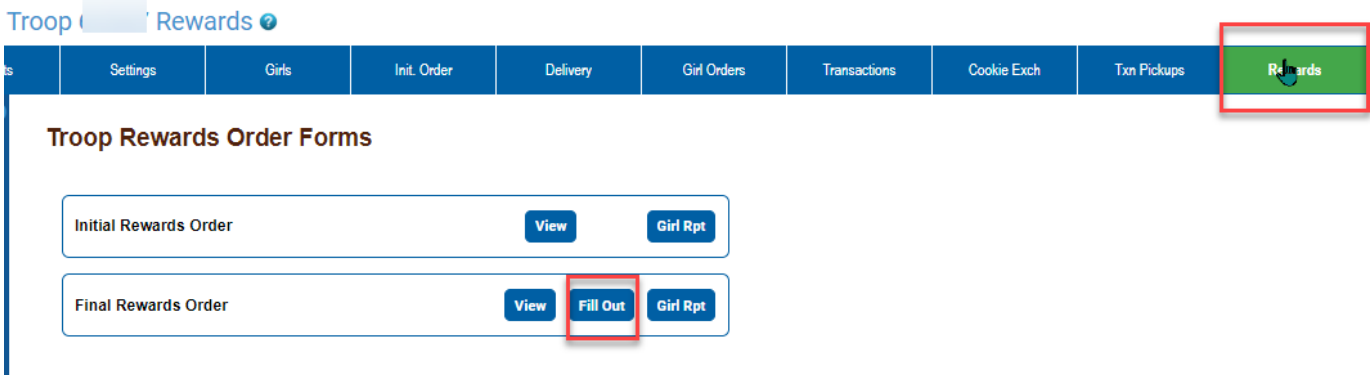 Troop Rewards ?
ts Settings Girls Init. Order Delivery Girl Orders Transactions Cookie Exch Txn Pickups Rewards
Troop Rewards Order Forms
Initial Rewards Order View Girl Rpt
Final Rewards Order View Fill Out Girl Rpt